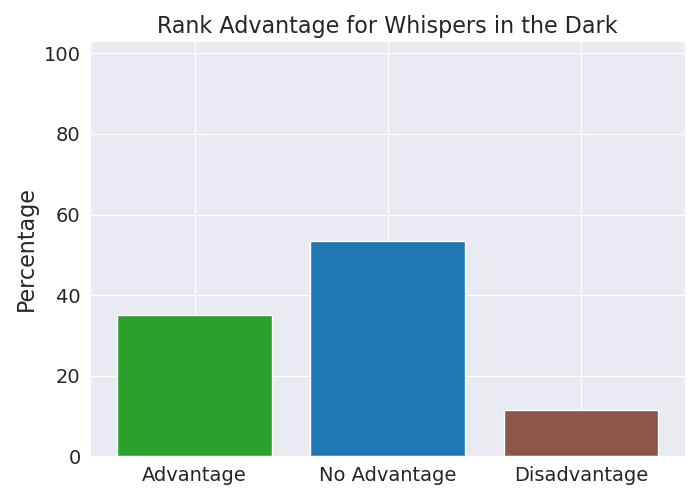 Rank Advantage for Whispers in the Dark
100
80
60
40
20
0
Percentage
Advantage
No Advantage
Disadvantage